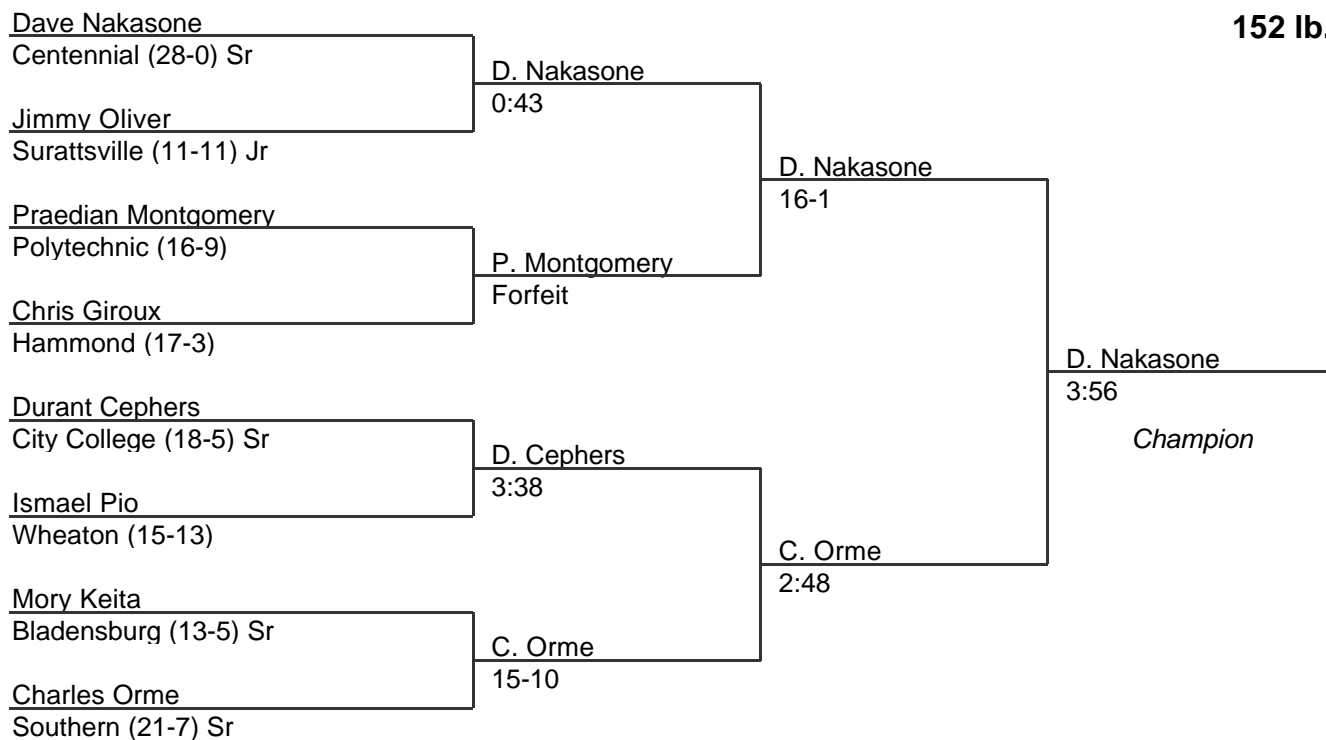 Dave Nakasone
Centennial (28-0) Sr
152 lb.
D. Nakasone
0:43
Jimmy Oliver
Surattsville (11-11) Jr
D. Nakasone
16-1
Praedian Montgomery
Polytechnic (16-9)
P. Montgomery
Forfeit
Chris Giroux
Hammond (17-3)
D. Nakasone
3:56
Champion
Durant Cephers
City College (18-5) Sr
D. Cephers
3:38
Ismael Pio
Wheaton (15-13)
C. Orme
2:48
Mory Keita
Bladensburg (13-5) Sr
C. Orme
15-10
Charles Orme
Southern (21-7) Sr